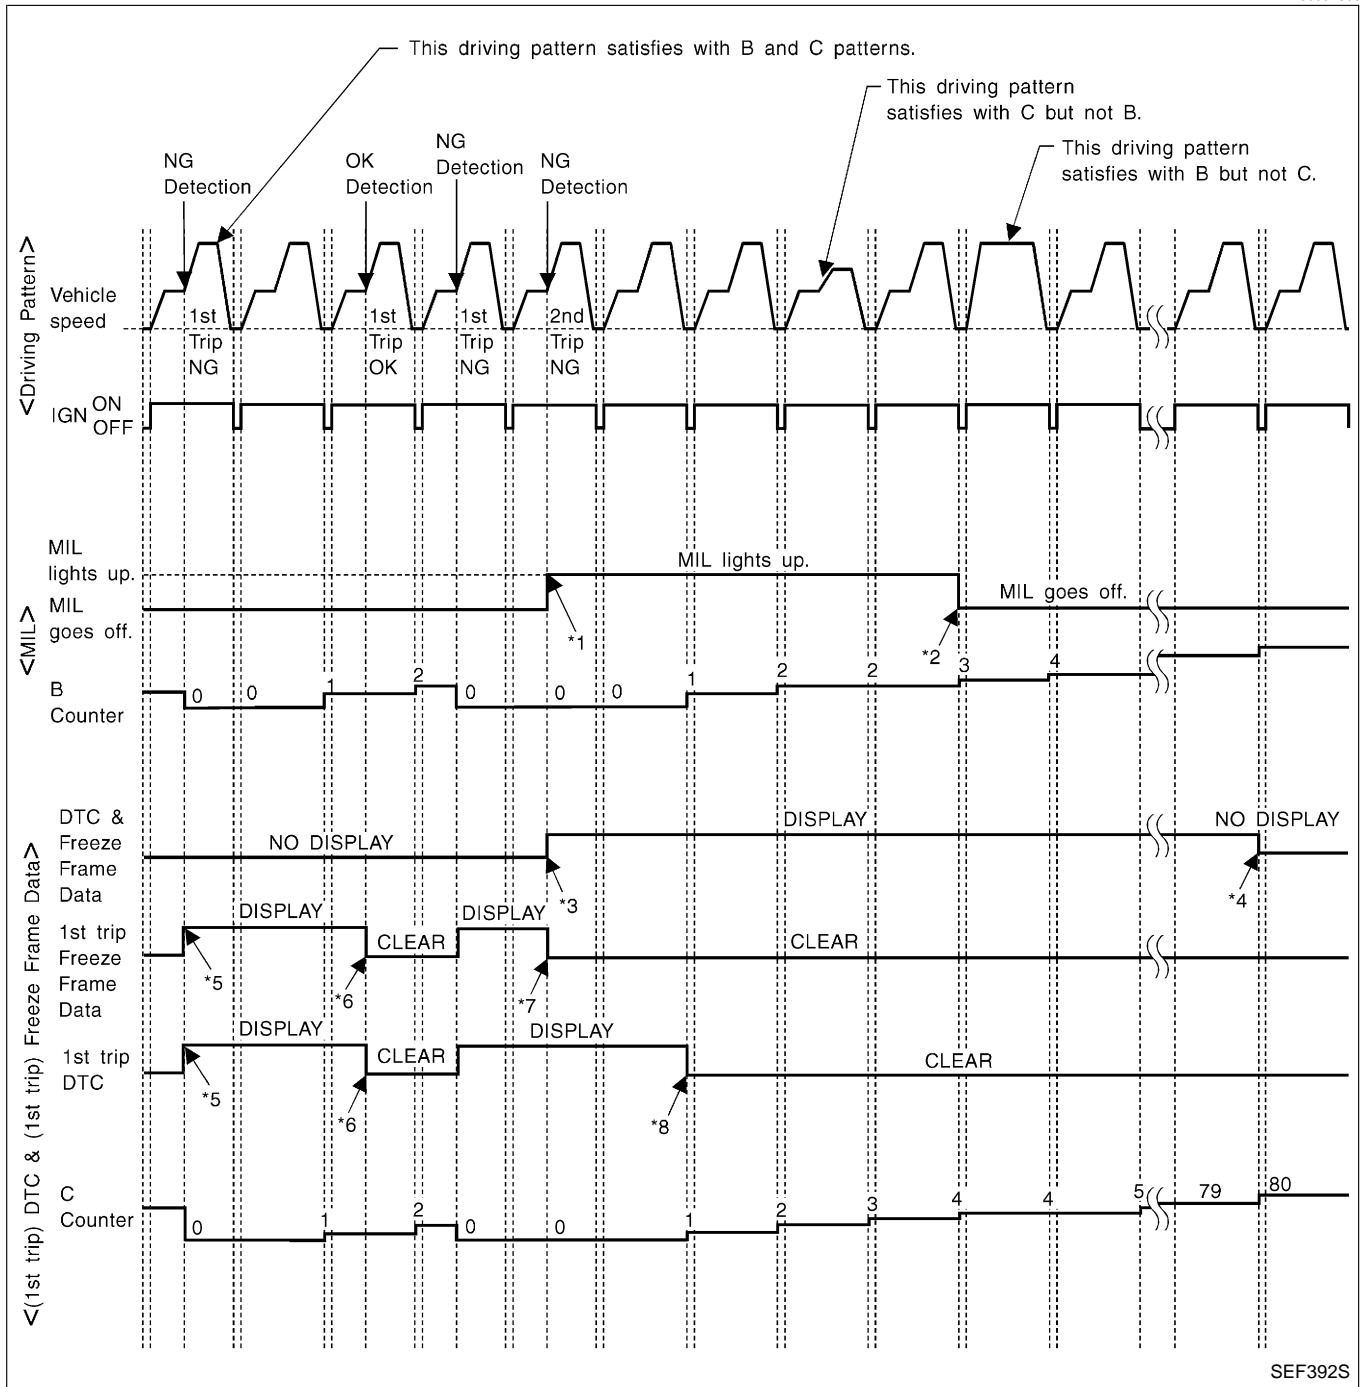 This driving pattern satisfies with B and C patterns.
This driving pattern
satisfies with C but not B.
This driving pattern
satisfies with B but not C.
NG
Detection
OK
Detection
NG
Detection
NG
Detection
<Driving Pattern>
Vehicle
speed
1st
Trip
NG
1st
Trip
OK
1st
Trip
NG
2nd
Trip
NG
IGN ON
OFF
<MIL>
MIL
lights up.
MIL
goes off.
MIL lights up.
MIL goes off.
*1
*2
B
Counter
0 0 1 2 0 0 0 1 2 2 3 4
<(1st trip) DTC & (1st trip) Freeze Frame Data>
DTC &
Freeze
Frame
Data
NO DISPLAY
DISPLAY
NO DISPLAY
*3
*4
1st trip
Freeze
Frame
Data
DISPLAY
CLEAR
DISPLAY
CLEAR
*5
*6
*7
1st trip
DTC
DISPLAY
CLEAR
DISPLAY
CLEAR
*5
*6
*8
C
Counter
0 1 2 0 0 1 2 3 4 4 5 79 80
SEF392S